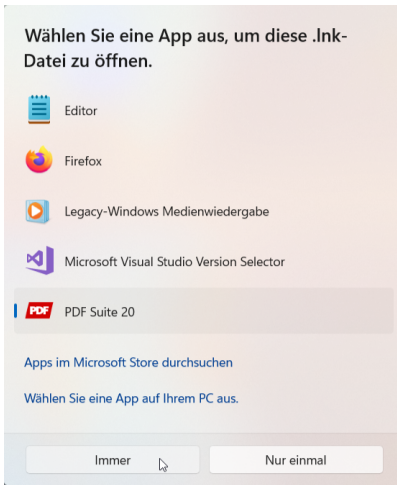 Wählen Sie eine App aus, um diese .lnk-
Datei zu öffnen.
Editor
Firefox
Legacy-Windows Medienwiedergabe
Microsoft Visual Studio Version Selector
PDF
PDF Suite 20
Apps im Microsoft Store durchsuchen
Wählen Sie eine App auf Ihrem PC aus.
Immer
Nur einmal